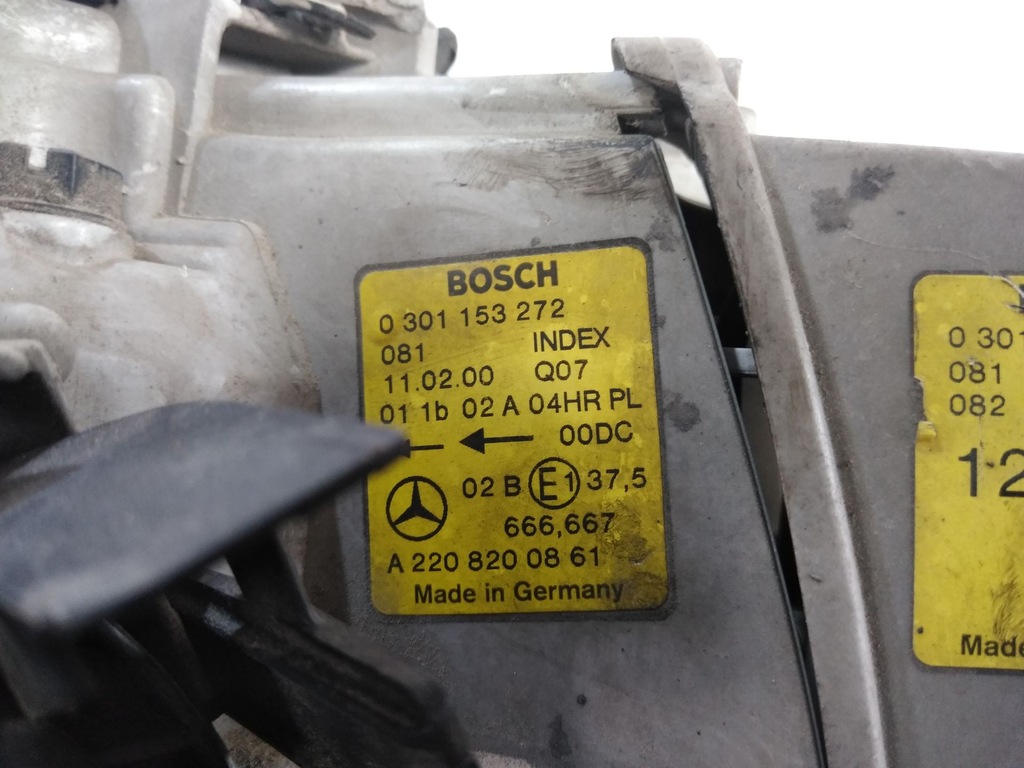 BOSCH
0 301 153 272
081 INDEX
11.02.00 Q07
01 1b 02 A 04HR PL
00DC
02 B E1 37,5
666,667
A 220 820 08 61
Made in Germany
0 301
081
082
12
Made